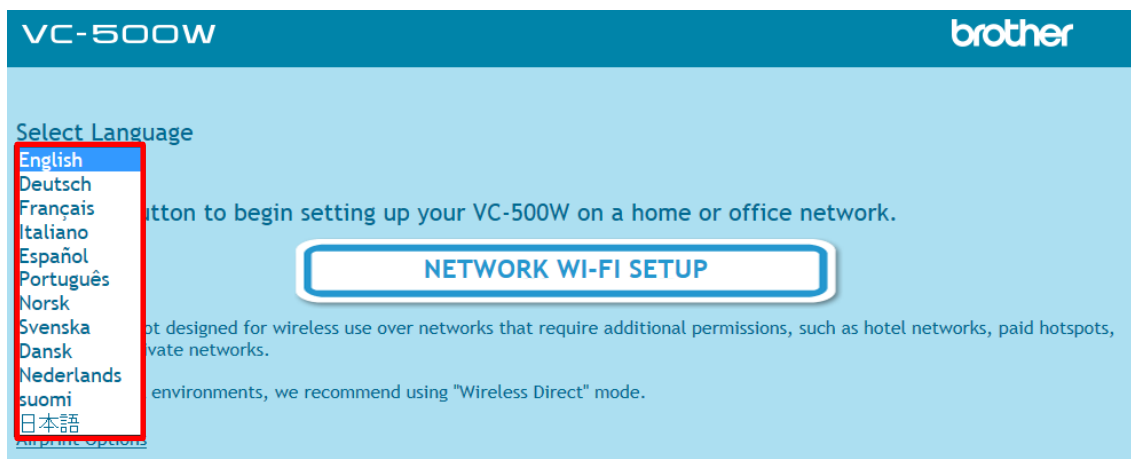 VC-500W brother
Select Language
English
Deutsch
Français
Italiano
Español
Português
Norsk
Svenska
Dansk
Nederlands
suomi
日本語
to begin setting up your VC-500W on a home or office network.
NETWORK WI-FI SETUP
designed for wireless use over networks that require additional permissions, such as hotel networks, paid hotspots,
networks.
environments, we recommend using "Wireless Direct" mode.
Airprint Options